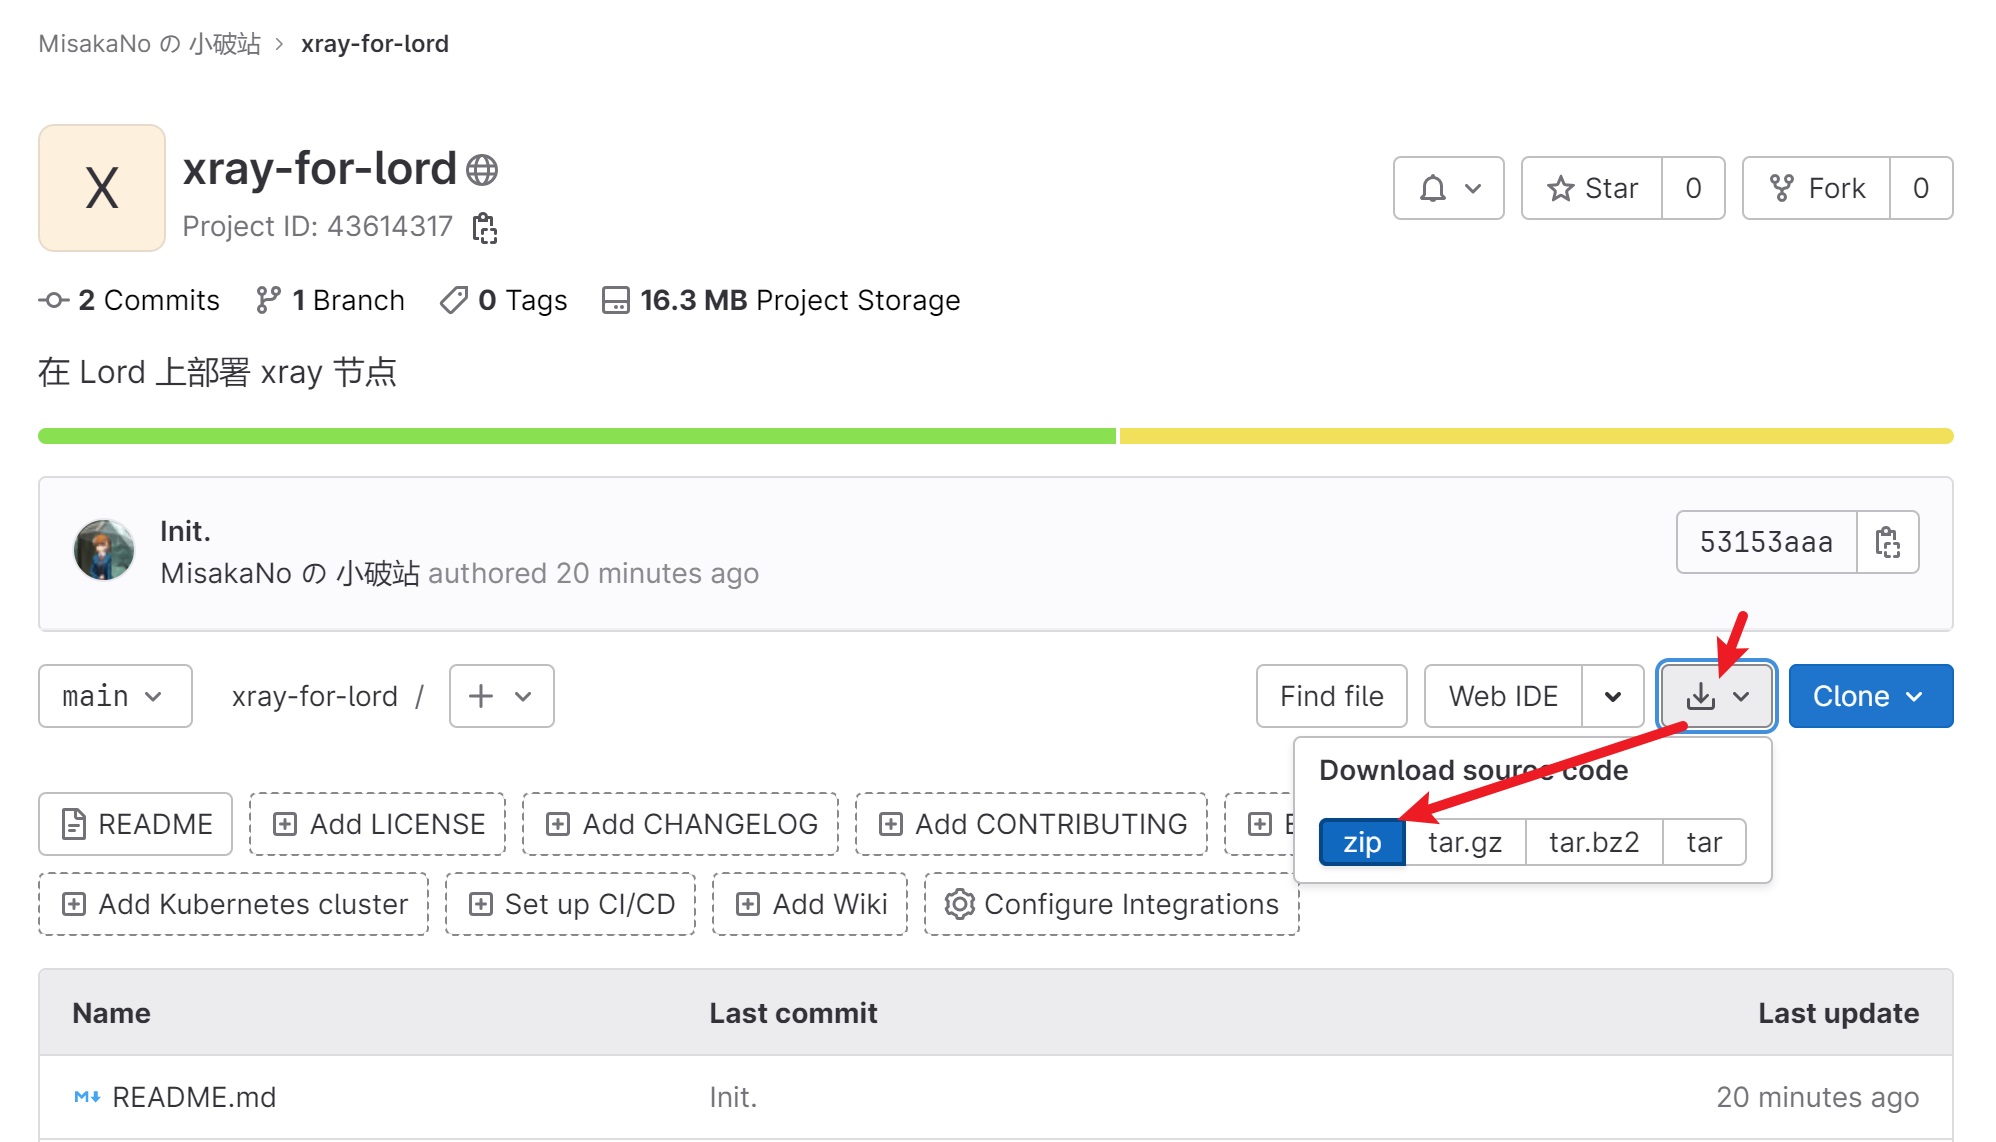 MisakaNo の 小破站 › xray-for-lord
X
xray-for-lord
Project ID: 43614317
Star 0
Fork 0
2 Commits
1 Branch
0 Tags
16.3 MB Project Storage
在 Lord 上部署 xray 节点
Init.
MisakaNo の 小破站 authored 20 minutes ago
53153aaa
main
xray-for-lord /
Find file
Web IDE
Clone
Download source code
zip
tar.gz
tar.bz2
tar
README
Add LICENSE
Add CHANGELOG
Add CONTRIBUTING
Add Kubernetes cluster
Set up CI/CD
Add Wiki
Configure Integrations
Name Last commit Last update
README.md Init. 20 minutes ago